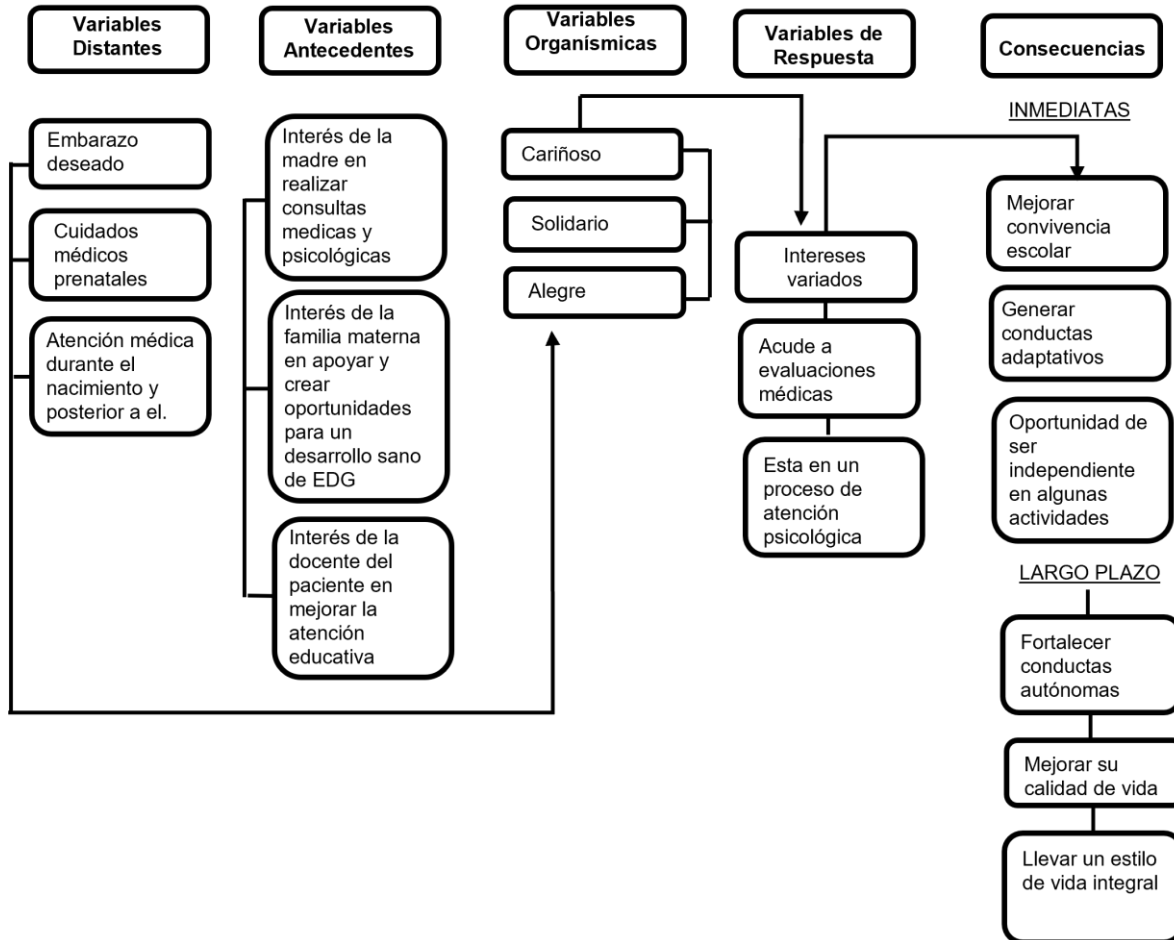 Variables
Distantes
Variables
Antecedentes
Variables
Organísmicas
Variables de
Respuesta
Consecuencias
Embarazo
deseado
Cuidados
médicos
prenatales
Atención médica
durante el
nacimiento y
posterior a el.
Interés de la
madre en
realizar
consultas
medicas y
psicológicas
Interés de la
familia materna
en apoyar y
crear
oportunidades
para un
desarrollo sano
de EDG
Interés de la
docente del
paciente en
mejorar la
atención
educativa
Cariñoso
Solidario
Alegre
Intereses
variados
Acude a
evaluaciones
médicas
Esta en un
proceso de
atención
psicológica
INMEDIATAS
Mejorar
convivencia
escolar
Generar
conductas
adaptativos
Oportunidad de
ser
independiente
en algunas
actividades
LARGO PLAZO
Fortalecer
conductas
autónomas
Mejorar su
calidad de vida
Llevar un estilo
de vida integral